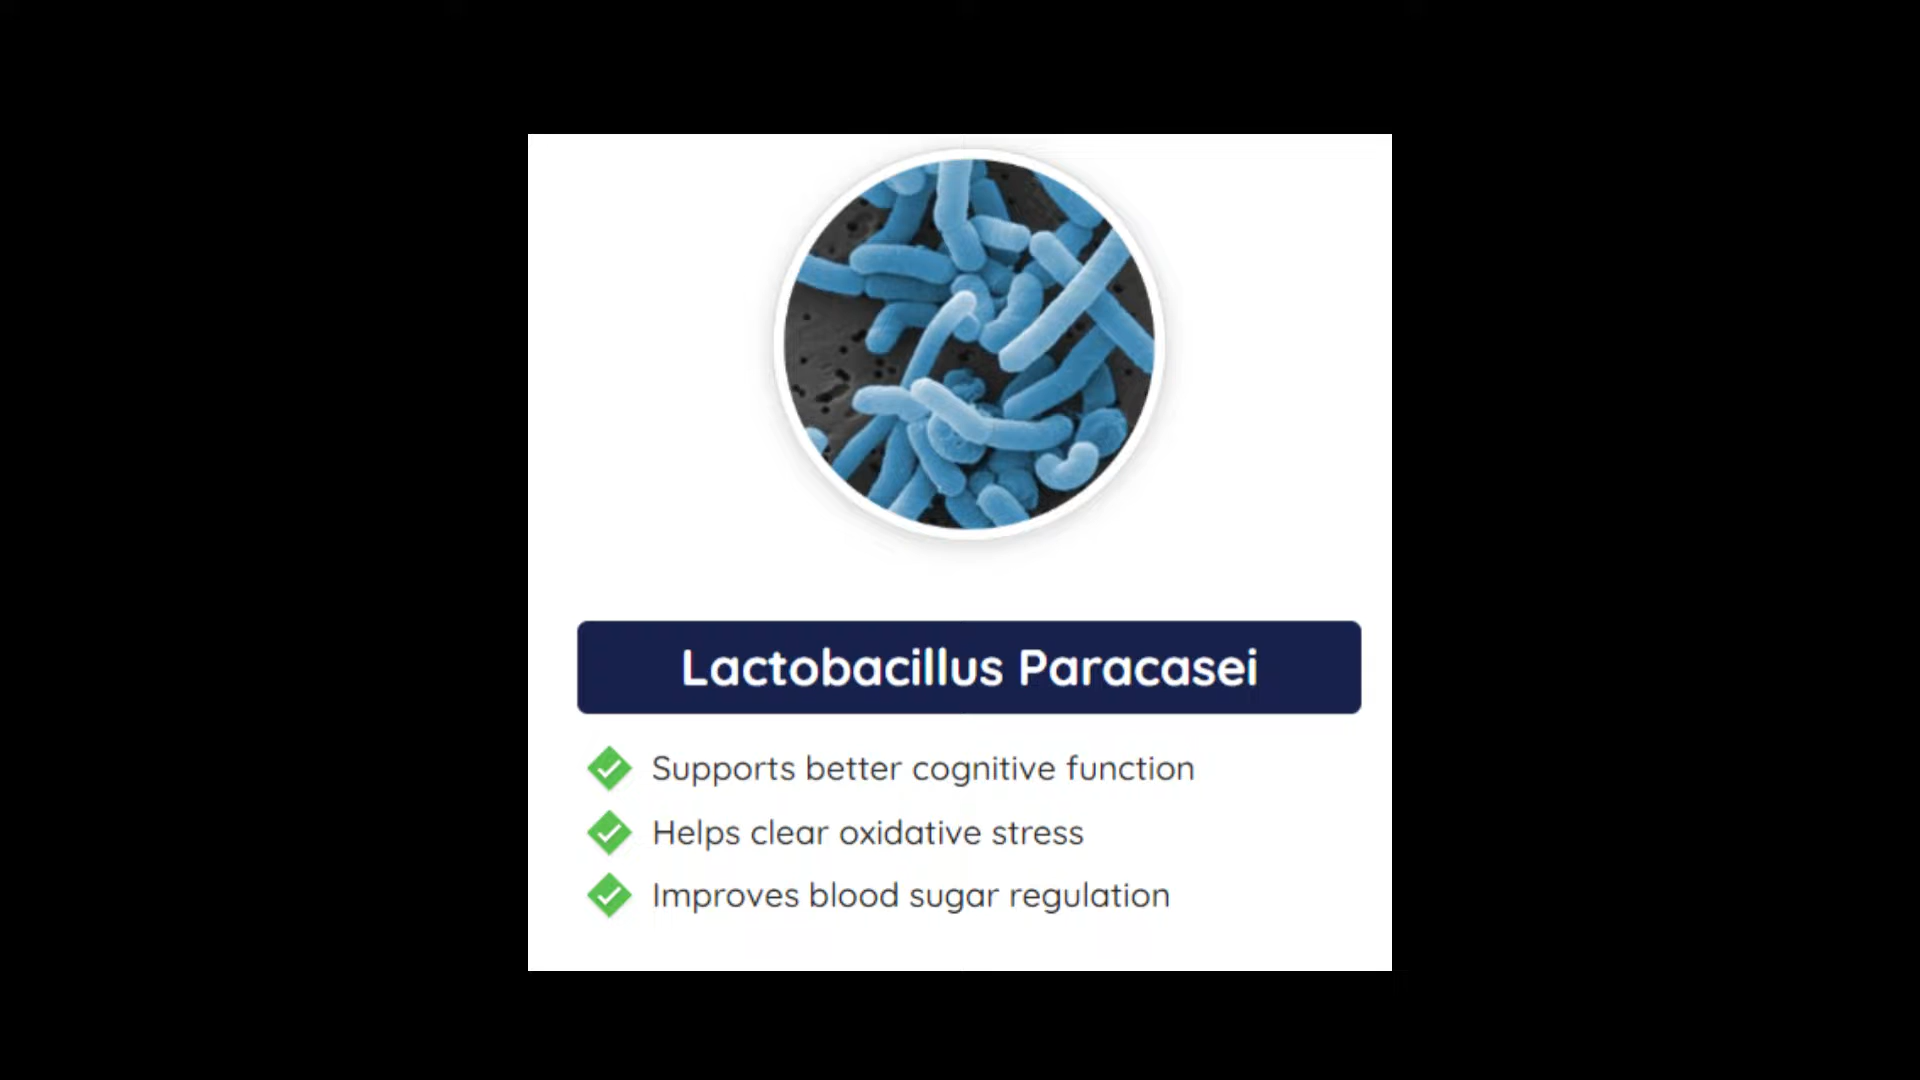 Lactobacillus Paracasei
Supports better cognitive function
Helps clear oxidative stress
Improves blood sugar regulation